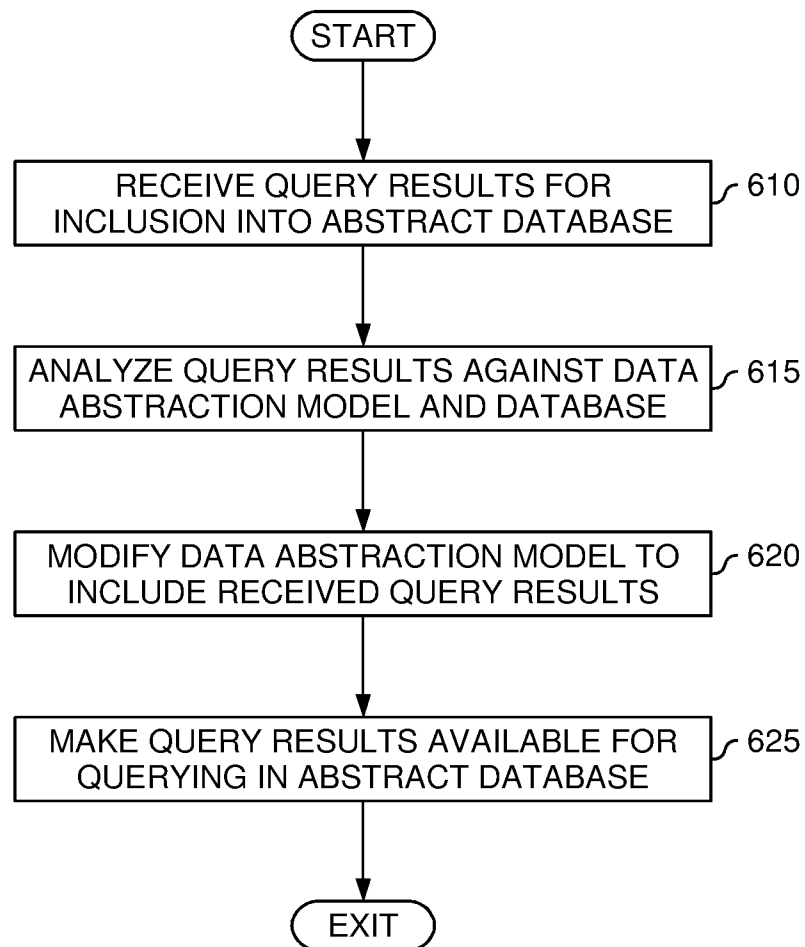 START
RECEIVE QUERY RESULTS FOR
INCLUSION INTO ABSTRACT DATABASE
610
ANALYZE QUERY RESULTS AGAINST DATA
ABSTRACTION MODEL AND DATABASE
615
MODIFY DATA ABSTRACTION MODEL TO
INCLUDE RECEIVED QUERY RESULTS
620
MAKE QUERY RESULTS AVAILABLE FOR
QUERYING IN ABSTRACT DATABASE
625
EXIT